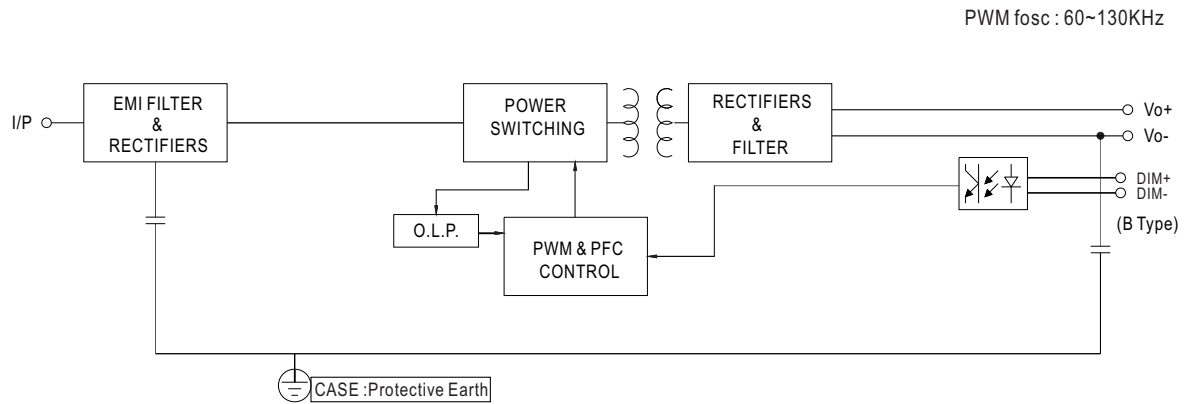 PWM fosc : 60~130KHz
I/P
EMI FILTER
&
RECTIFIERS
POWER
SWITCHING
RECTIFIERS
&
FILTER
Vo+
Vo-
DIM+
DIM-
(B Type)
O.L.P.
PWM & PFC
CONTROL
CASE :Protective Earth